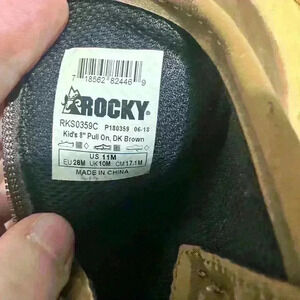 7 18562 82446 9
ROCKY
RKS0359C P180359 06-18
Kid's 8" Pull On, DK Brown
US 11M
EU 28M UK 10M CM 17.1M
MADE IN CHINA